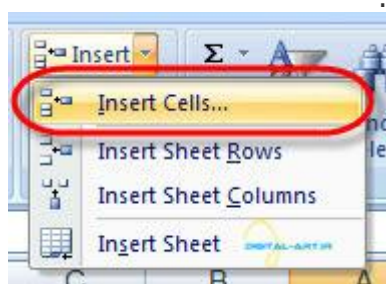 Insert Σ A
Insert Cells...
Insert Sheet Rows
Insert Sheet Columns
Insert Sheet DIGITAL-ART.IR
C B A